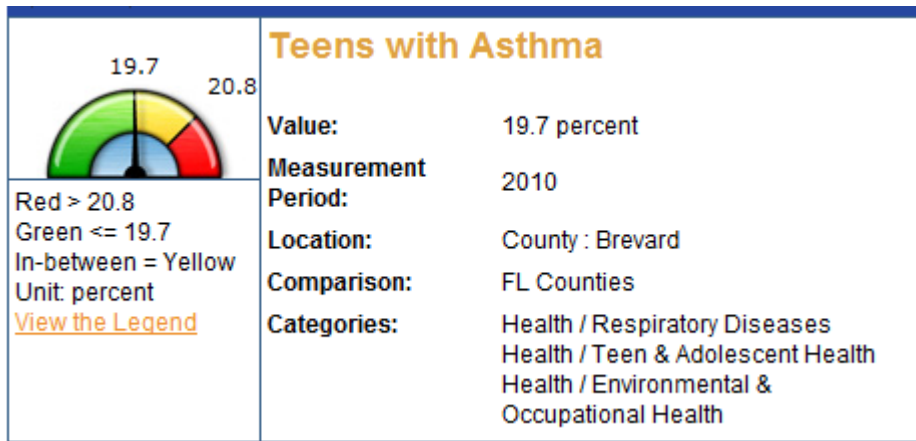 19.7
20.8
Red > 20.8
Green <= 19.7
In-between = Yellow
Unit: percent
View the Legend
Teens with Asthma
Value: 19.7 percent
Measurement
Period: 2010
Location: County : Brevard
Comparison: FL Counties
Categories: Health / Respiratory Diseases
Health / Teen & Adolescent Health
Health / Environmental &
Occupational Health